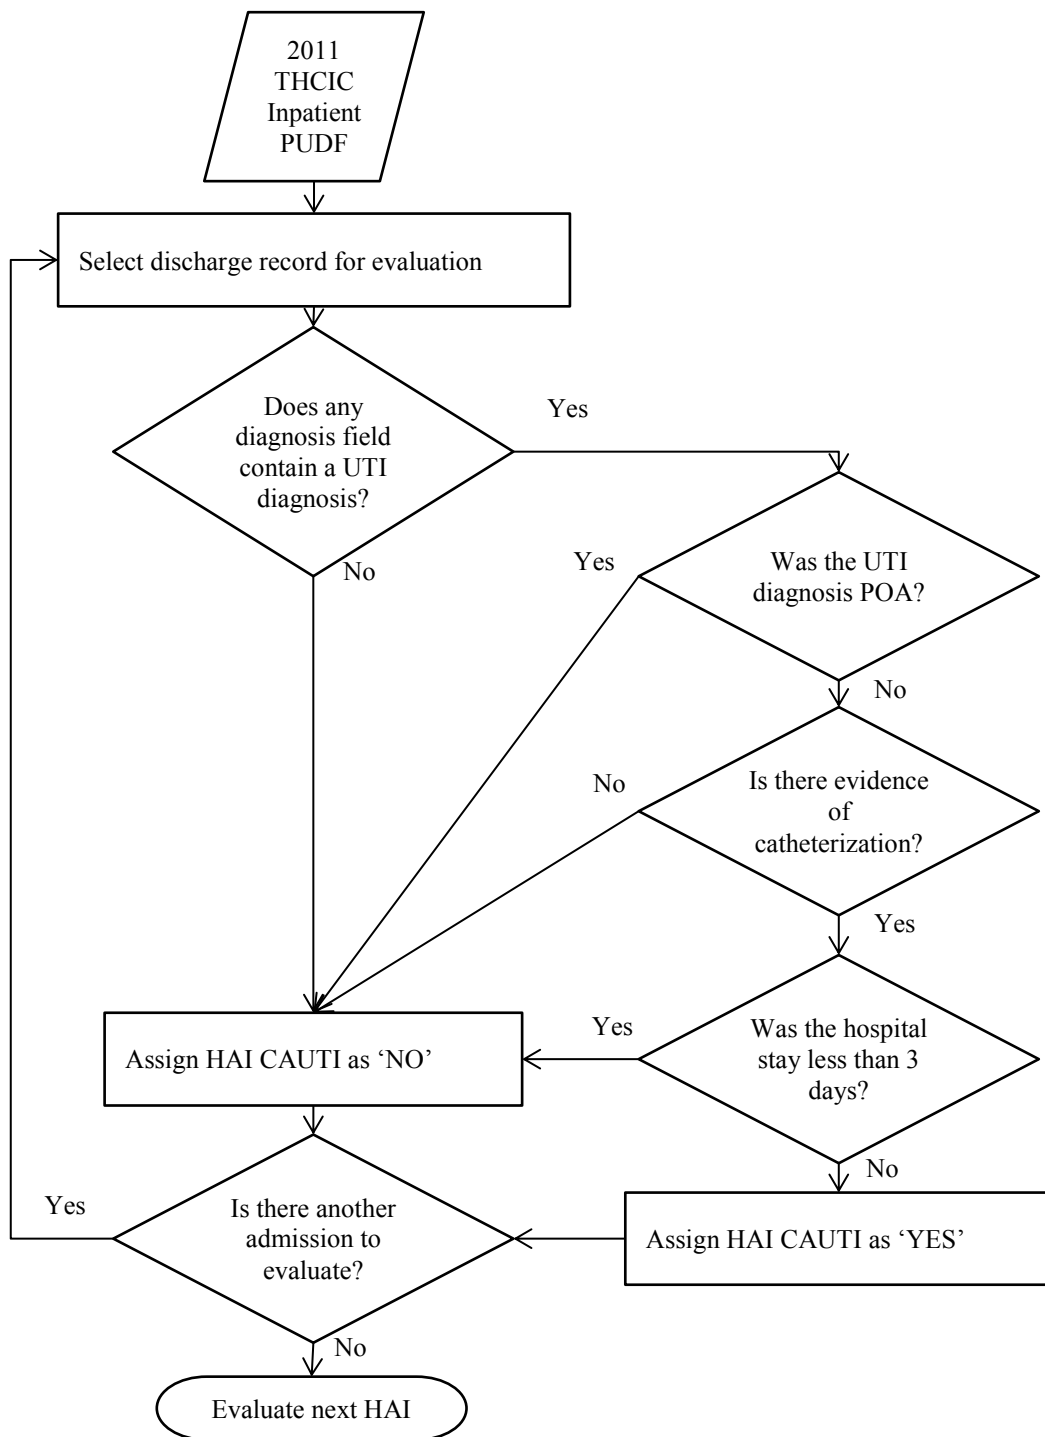 2011
THCIC
Inpatient
PUDF
Select discharge record for evaluation
Does any
diagnosis field
contain a UTI
diagnosis?
Yes
No
Was the UTI
diagnosis POA?
Yes
No
Is there evidence
of
catheterization?
No
Yes
Was the hospital
stay less than 3
days?
Yes
No
Assign HAI CAUTI as ‘NO’
Assign HAI CAUTI as ‘YES’
Is there another
admission to
evaluate?
Yes
No
Evaluate next HAI